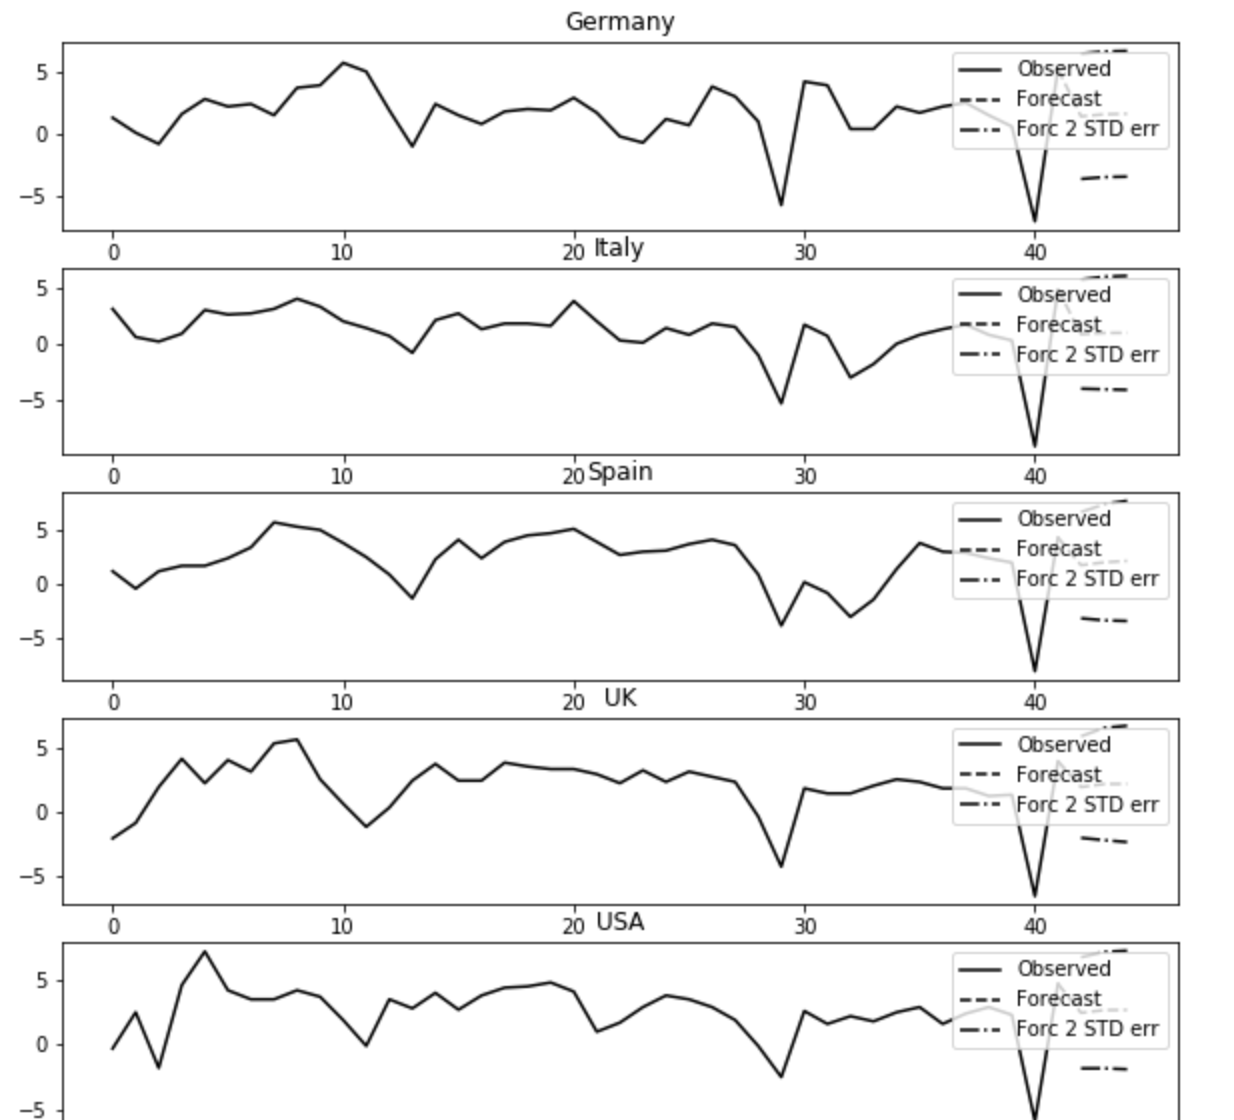 Germany
5
0
−5
Observed
Forecast
Forc 2 STD err
0 10 20 30 40
Italy
5
0
−5
Observed
Forecast
Forc 2 STD err
0 10 20 30 40
Spain
5
0
−5
Observed
Forecast
Forc 2 STD err
0 10 20 30 40
UK
5
0
−5
Observed
Forecast
Forc 2 STD err
0 10 20 30 40
USA
5
0
−5
Observed
Forecast
Forc 2 STD err